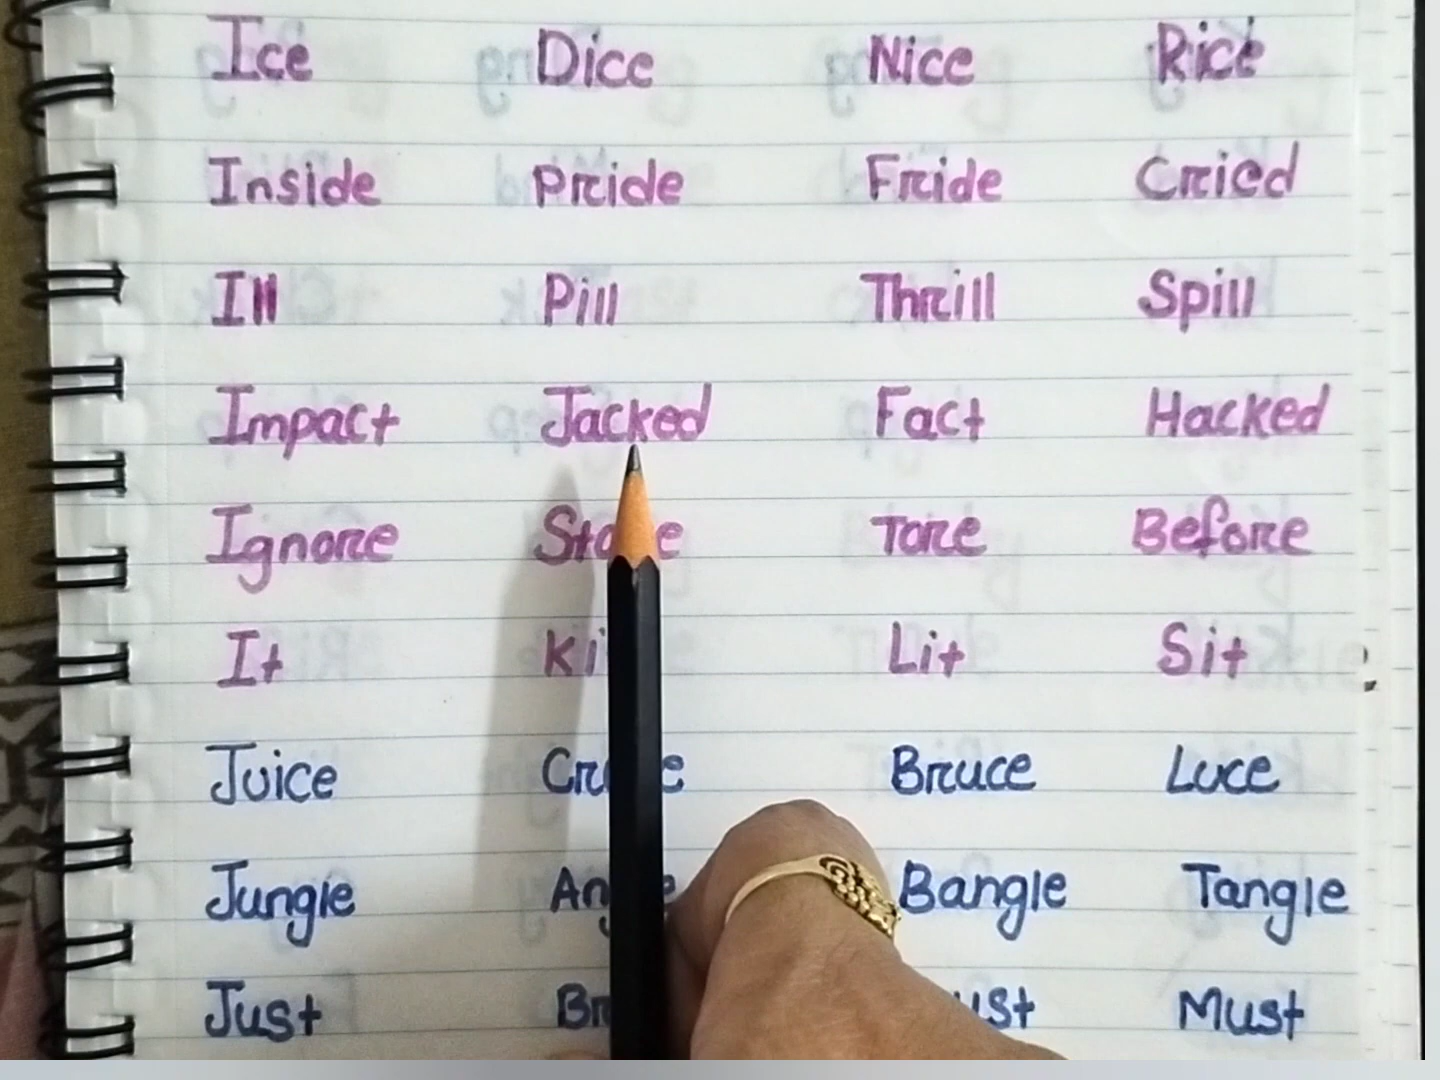 Ice Dice Nice Rice
Inside Pride Fride Cried
Ill Pill Thrill Spill
Impact Jacked Fact Hacked
Ignore Tore Before
It Lit Sit
Juice Bruce Luce
Jungle Bangle Tangle
Just Must